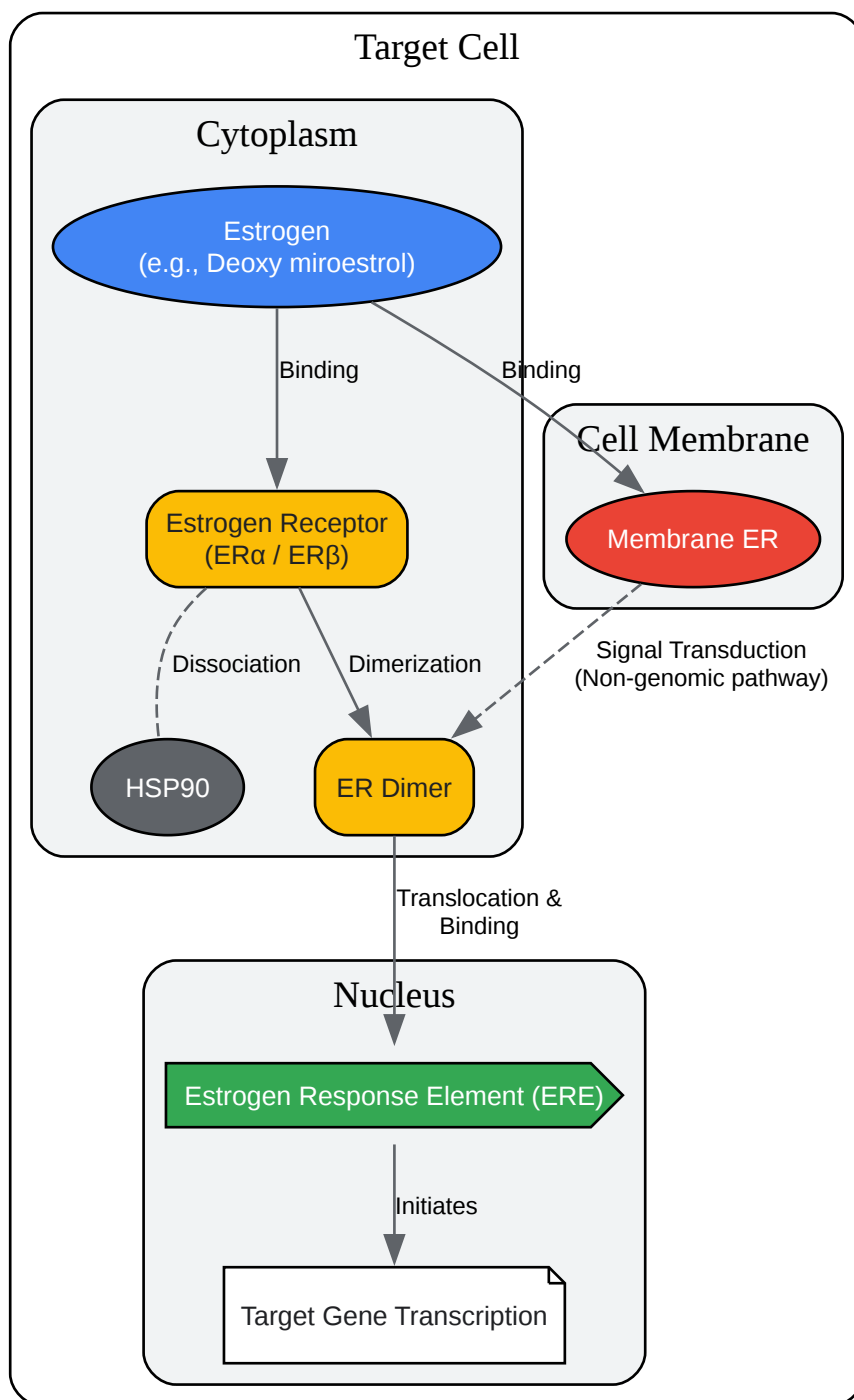 Target Cell
Cytoplasm
Estrogen
(e.g., Deoxy miroestrol)
Binding
Binding
Cell Membrane
Estrogen Receptor
(ERα / ERβ)
Membrane ER
Dissociation
Dimerization
Signal Transduction
(Non-genomic pathway)
HSP90
ER Dimer
Translocation &
Binding
Nucleus
Estrogen Response Element (ERE)
Initiates
Target Gene Transcription